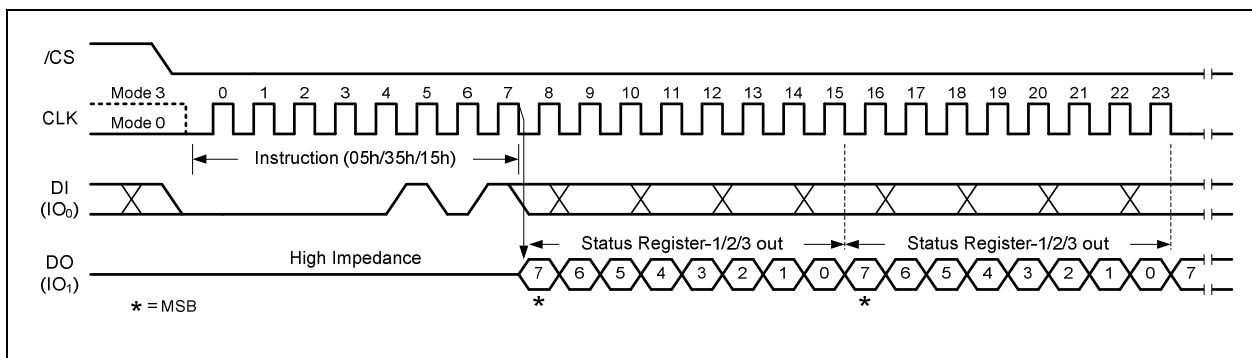 /CS
Mode 3
0 1 2 3 4 5 6 7 8 9 10 11 12 13 14 15 16 17 18 19 20 21 22 23
CLK
Mode 0
Instruction (05h/35h/15h)
DI
(IO₀)
Status Register-1/2/3 out
Status Register-1/2/3 out
High Impedance
DO
(IO₁)
7 6 5 4 3 2 1 0 7 6 5 4 3 2 1 0 7
* *
* = MSB